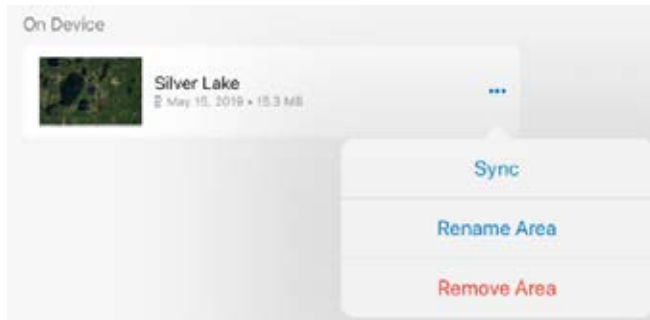 On Device
Silver Lake
May 15, 2019 • 15.3 MB
Sync
Rename Area
Remove Area